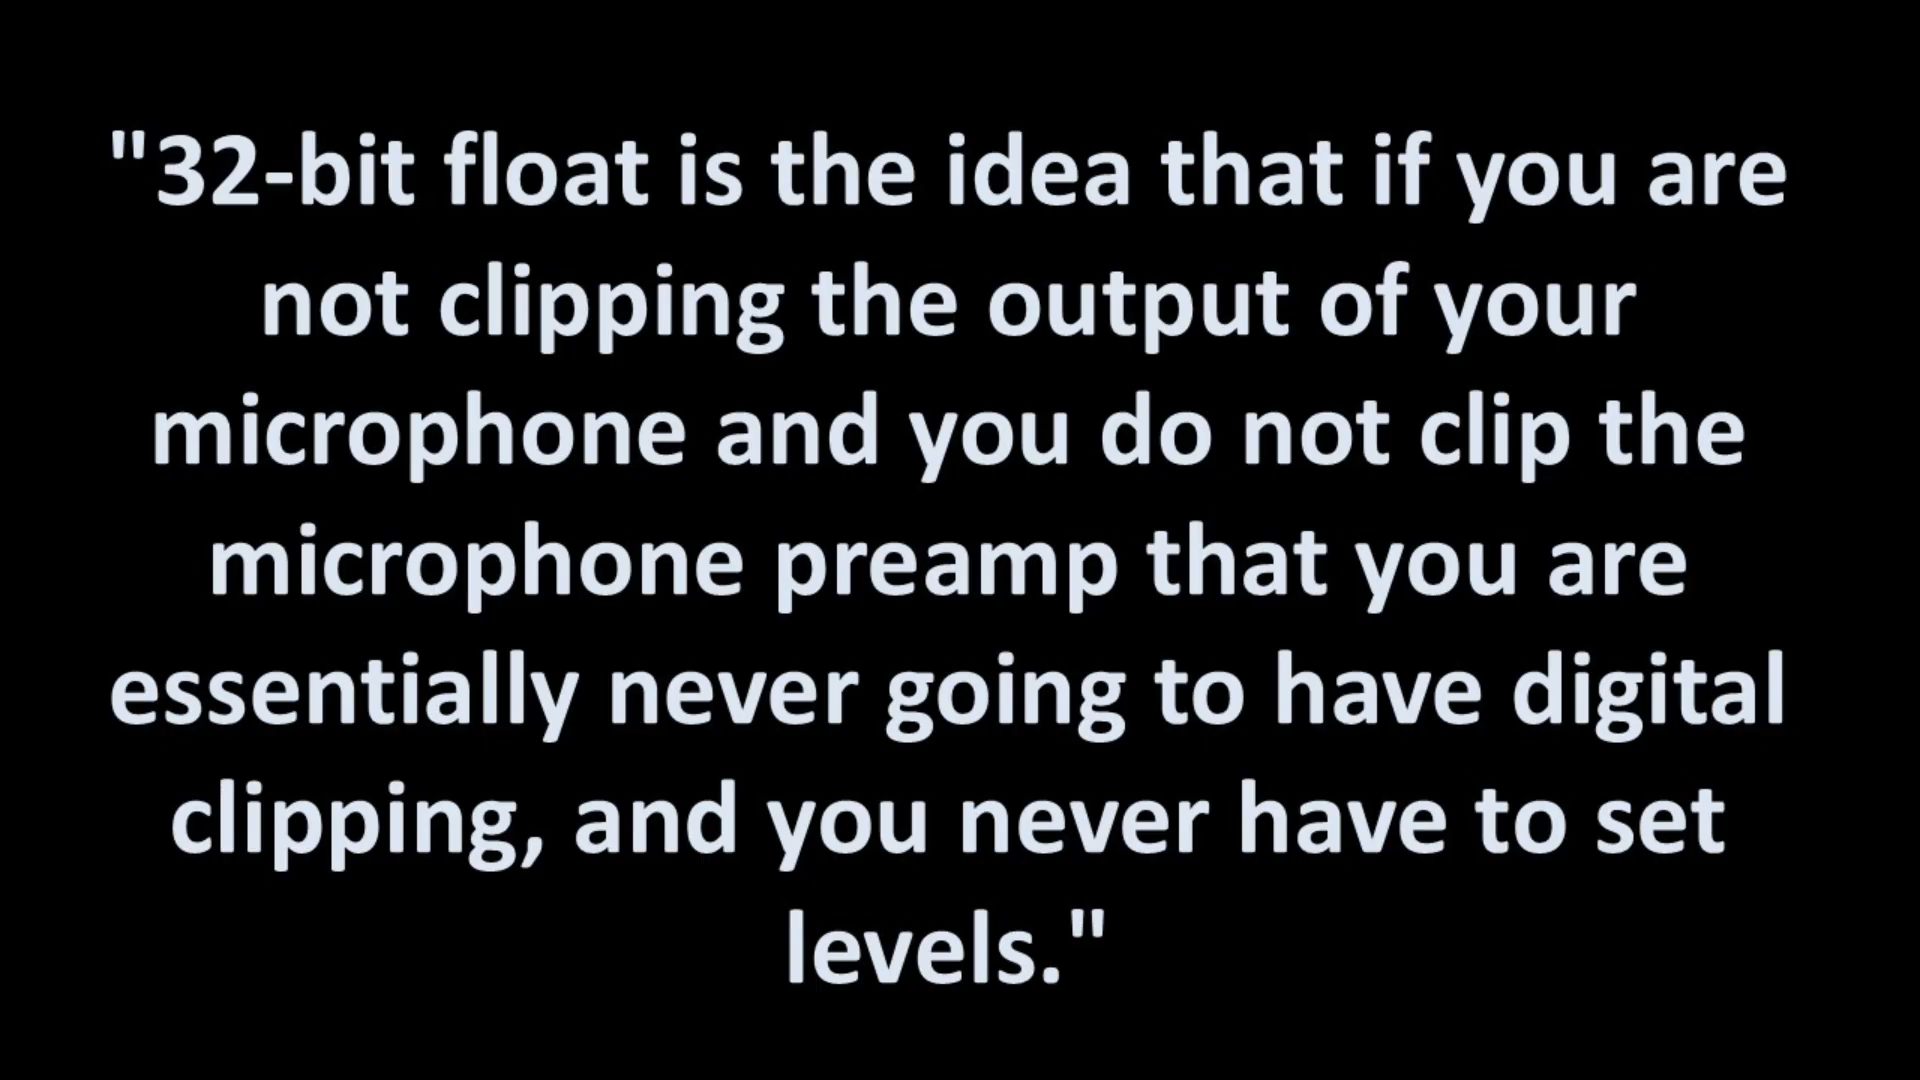 "32-bit float is the idea that if you are
not clipping the output of your
microphone and you do not clip the
microphone preamp that you are
essentially never going to have digital
clipping, and you never have to set
levels."